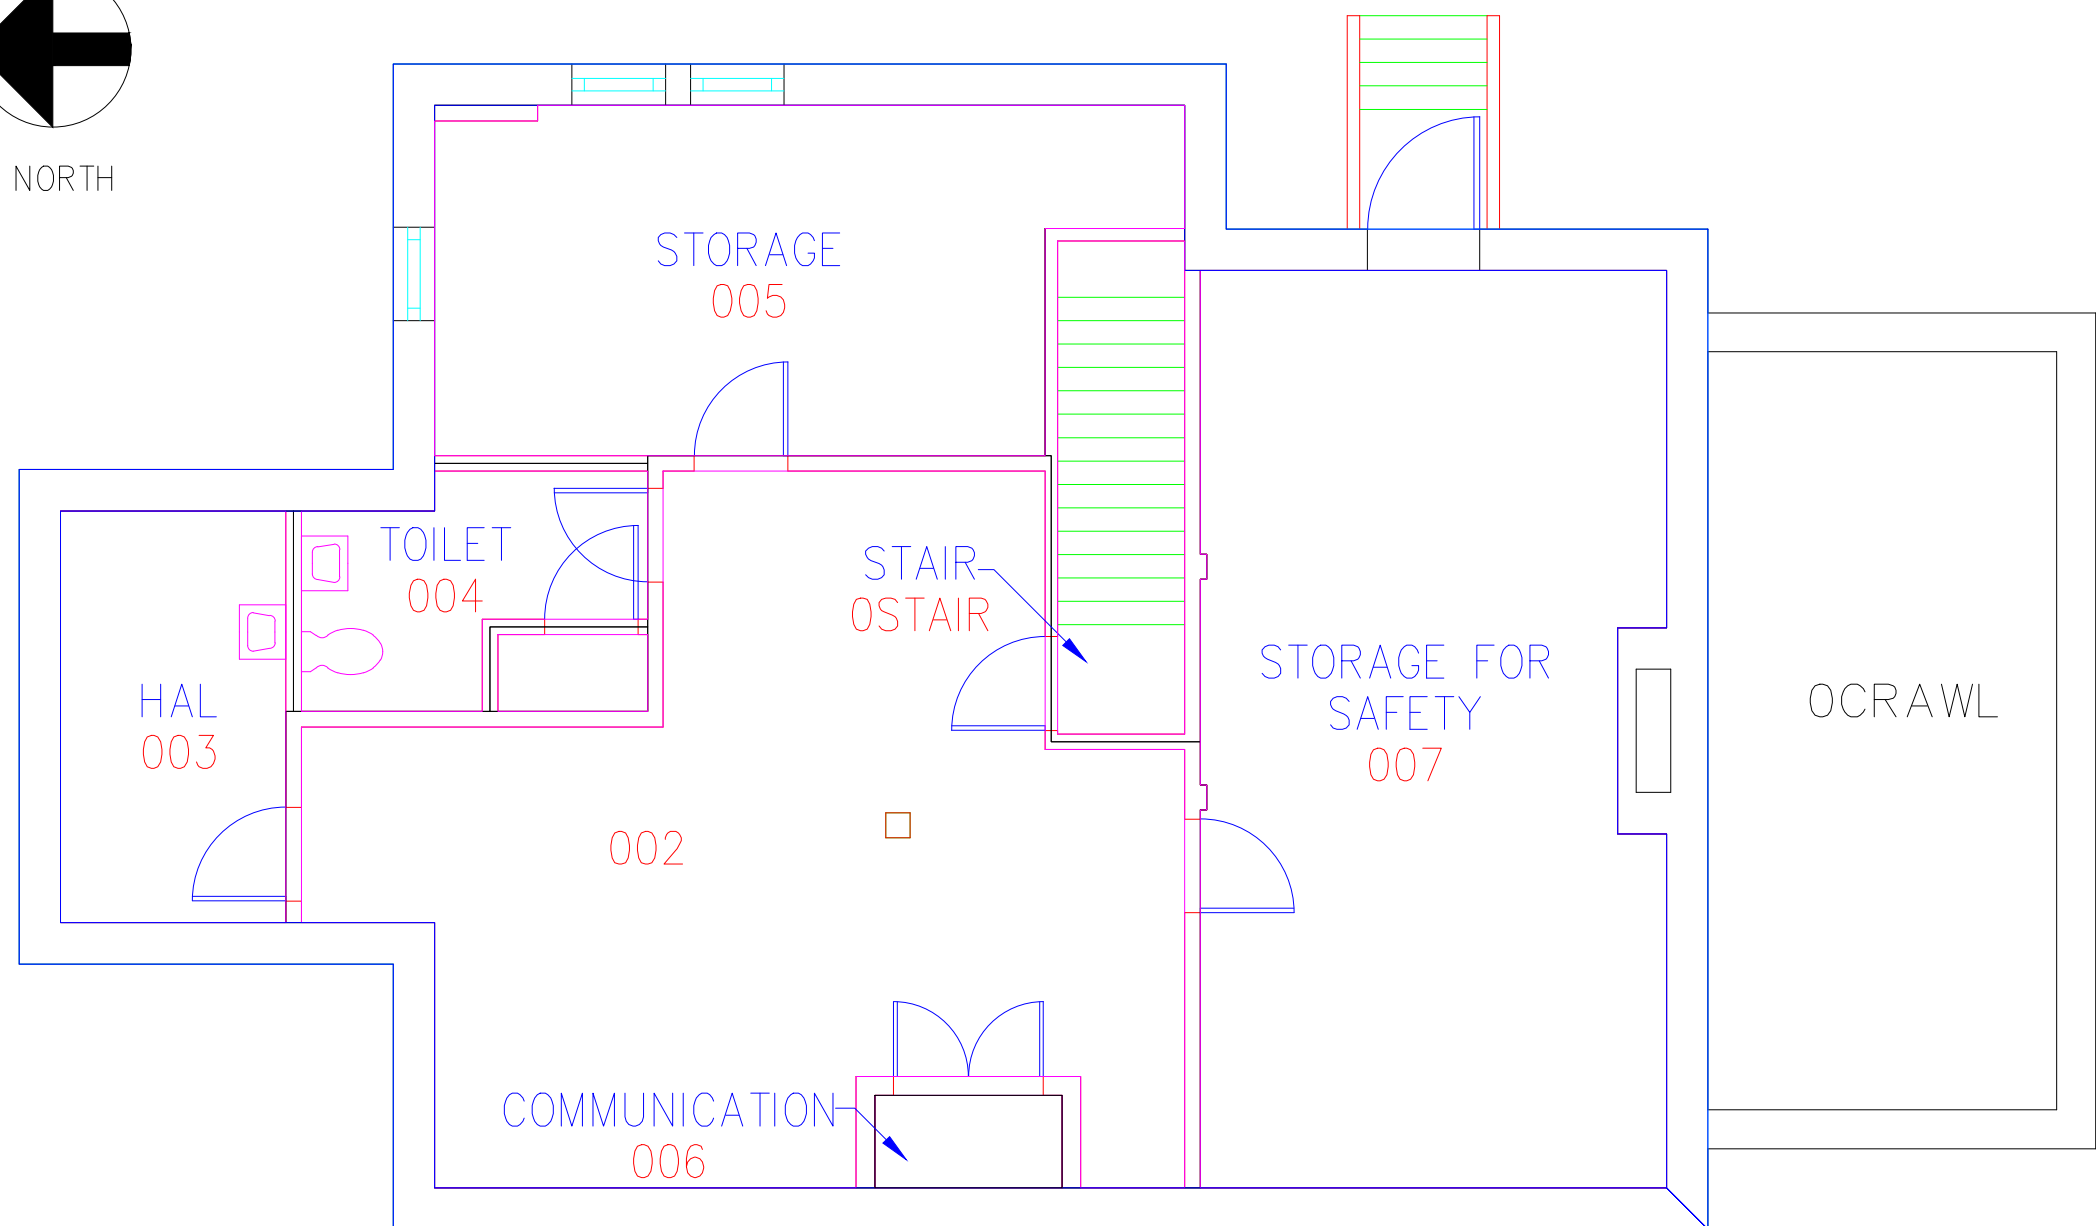 NORTH
STORAGE
005
TOILET
004
STAIR
0STAIR
STORAGE FOR
SAFETY
007
0CRAWL
HAL
003
002
COMMUNICATION
006